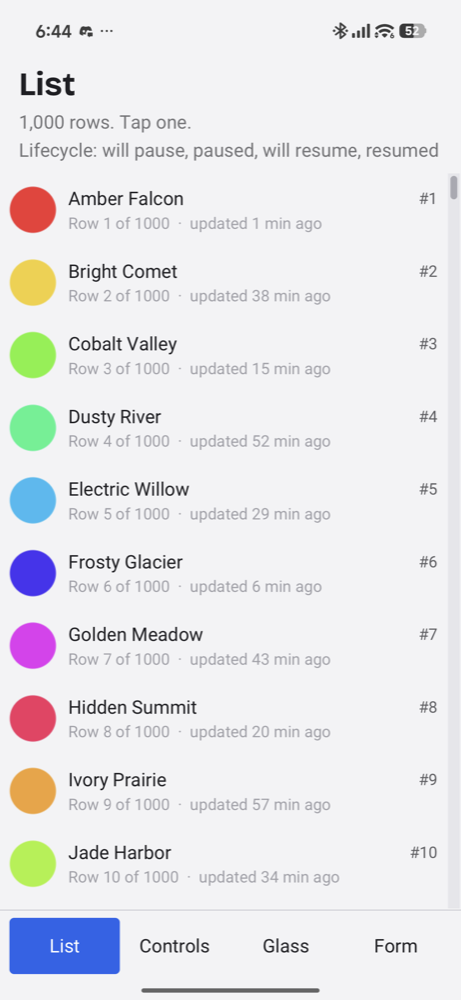 6:44 ···
52
List
1,000 rows. Tap one.
Lifecycle: will pause, paused, will resume, resumed
Amber Falcon #1
Row 1 of 1000 · updated 1 min ago
Bright Comet #2
Row 2 of 1000 · updated 38 min ago
Cobalt Valley #3
Row 3 of 1000 · updated 15 min ago
Dusty River #4
Row 4 of 1000 · updated 52 min ago
Electric Willow #5
Row 5 of 1000 · updated 29 min ago
Frosty Glacier #6
Row 6 of 1000 · updated 6 min ago
Golden Meadow #7
Row 7 of 1000 · updated 43 min ago
Hidden Summit #8
Row 8 of 1000 · updated 20 min ago
Ivory Prairie #9
Row 9 of 1000 · updated 57 min ago
Jade Harbor #10
Row 10 of 1000 · updated 34 min ago
List Controls Glass Form